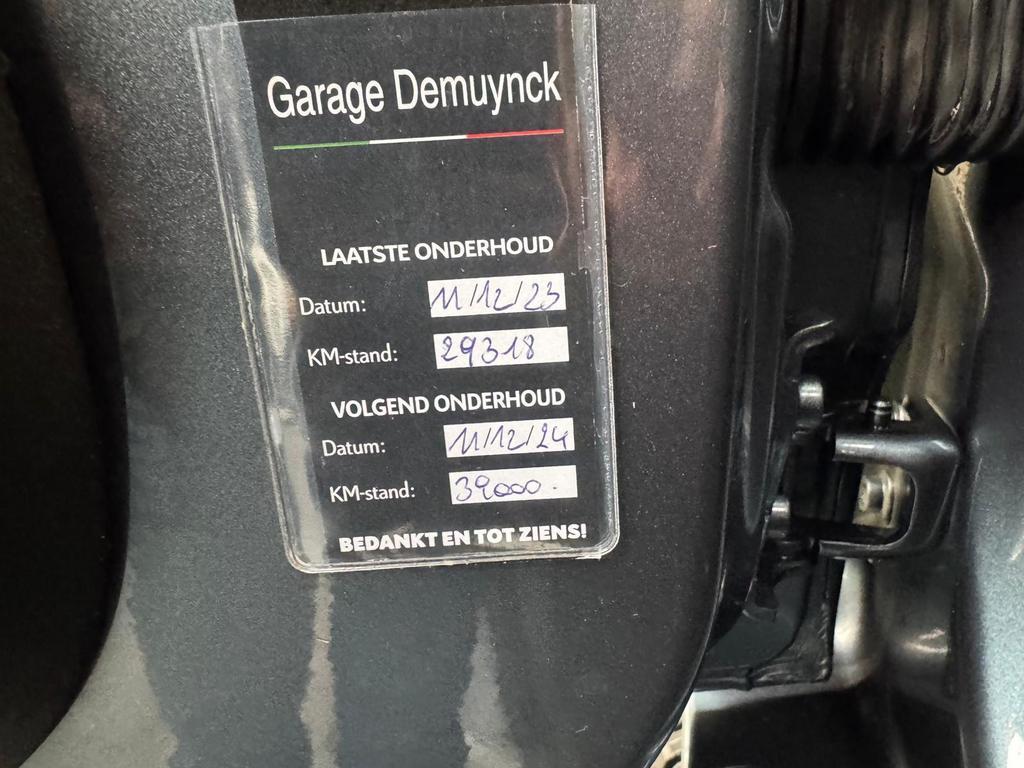 Garage Demuynck
LAATSTE ONDERHOUD
Datum: 11/12/23
KM-stand: 29318
VOLGEND ONDERHOUD
Datum: 11/12/24
KM-stand: 39000.
BEDANKT EN TOT ZIENS!